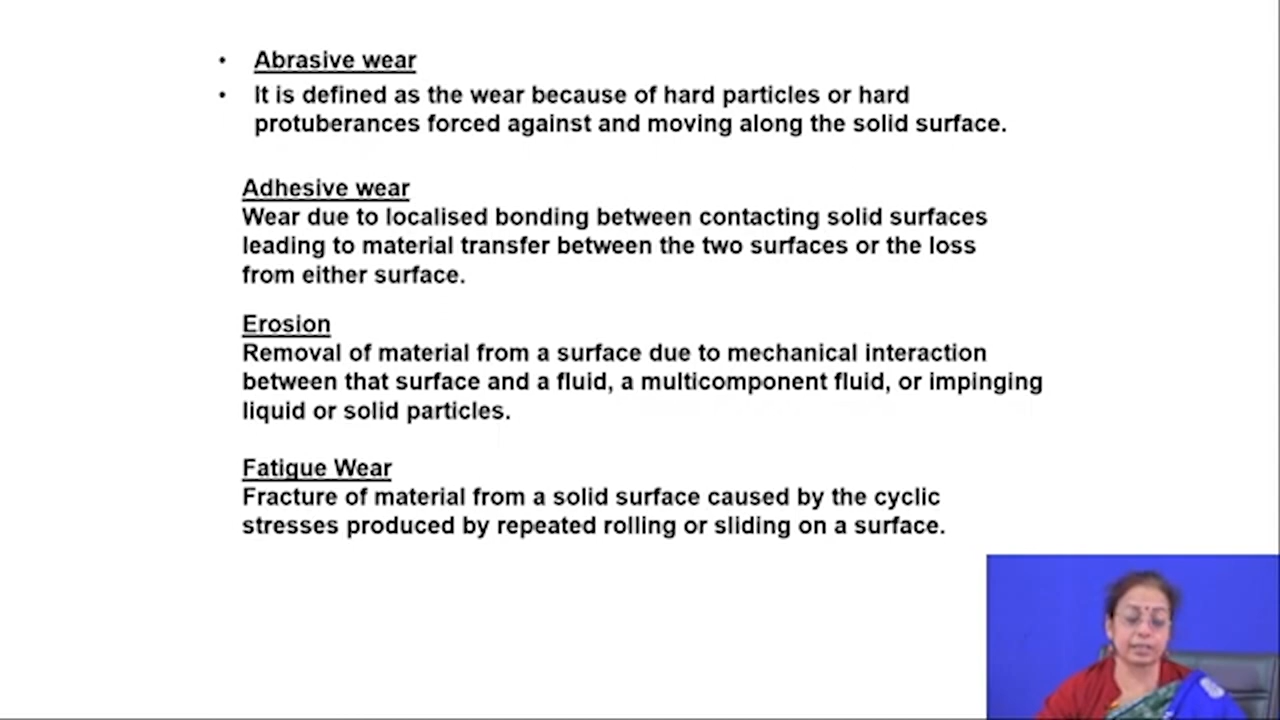 • Abrasive wear
• It is defined as the wear because of hard particles or hard
protuberances forced against and moving along the solid surface.
Adhesive wear
Wear due to localised bonding between contacting solid surfaces
leading to material transfer between the two surfaces or the loss
from either surface.
Erosion
Removal of material from a surface due to mechanical interaction
between that surface and a fluid, a multicomponent fluid, or impinging
liquid or solid particles.
Fatigue Wear
Fracture of material from a solid surface caused by the cyclic
stresses produced by repeated rolling or sliding on a surface.